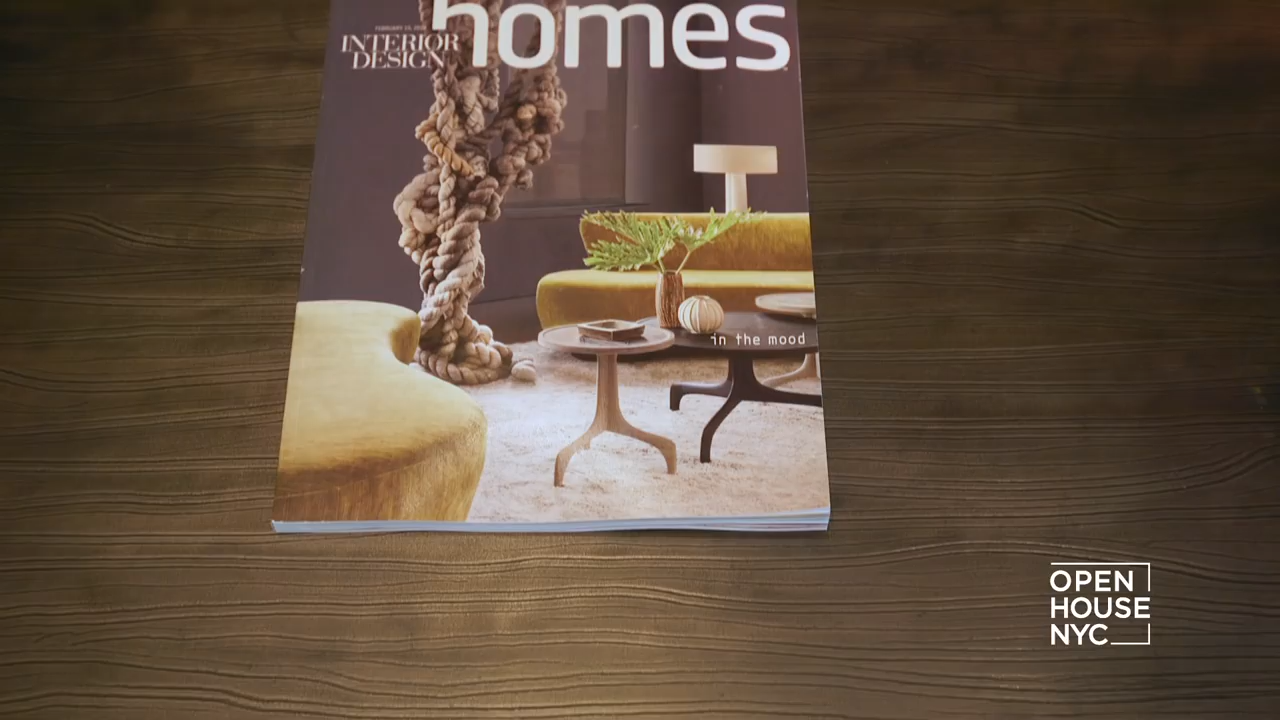 homes
INTERIOR
DESIGN
in the mood
OPEN
HOUSE
NYC